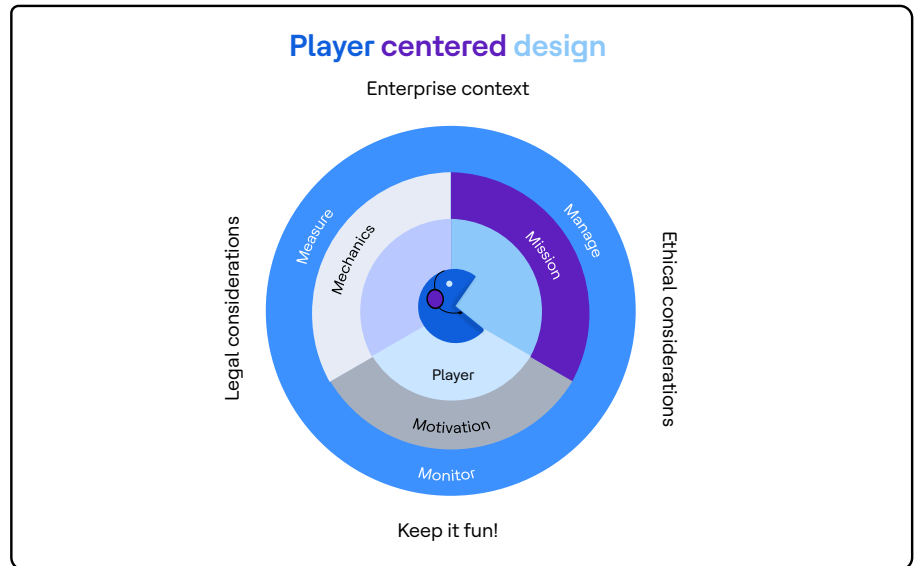 Player centered design
Enterprise context
Measure
Manage
Mechanics
Mission
Legal considerations
Ethical considerations
Player
Motivation
Monitor
Keep it fun!